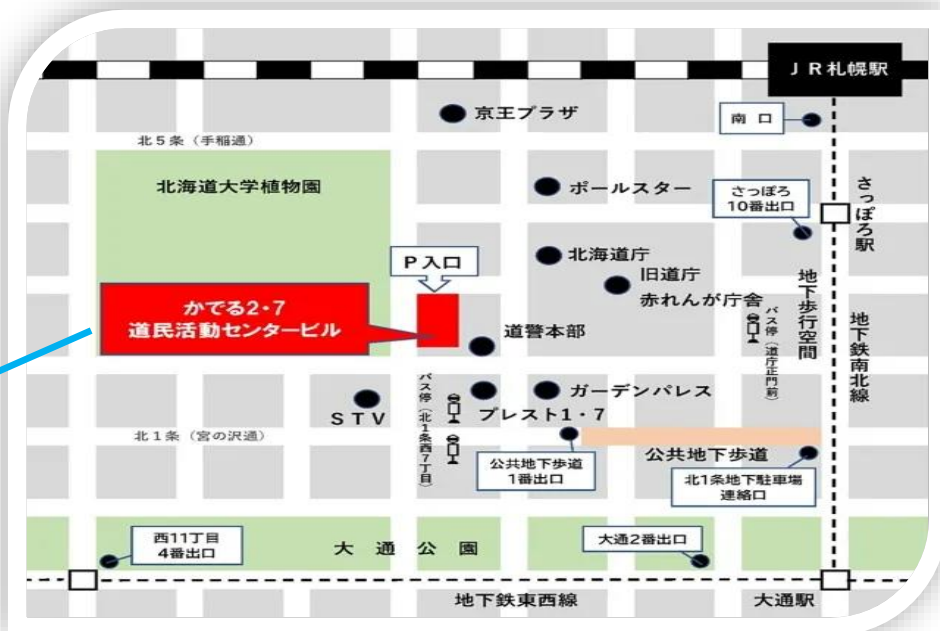 JR札幌駅
京王プラザ
南口
北5条（手稲通）
北海道大学植物園
ポールスター
さっぽろ
10番出口
さっぽろ駅
P入口
北海道庁
旧道庁
赤れんが庁舎
かでる2・7
道民活動センタービル
道警本部
バス停（道庁正門前）
地下歩行空間
地下鉄南北線
STV
バス停（北1条西7丁目）
ガーデンパレス
プレスト1・7
北1条（宮の沢通）
公共地下歩道
1番出口
公共地下歩道
北1条地下駐車場
連絡口
西11丁目
4番出口
大通公園
大通2番出口
地下鉄東西線
大通駅